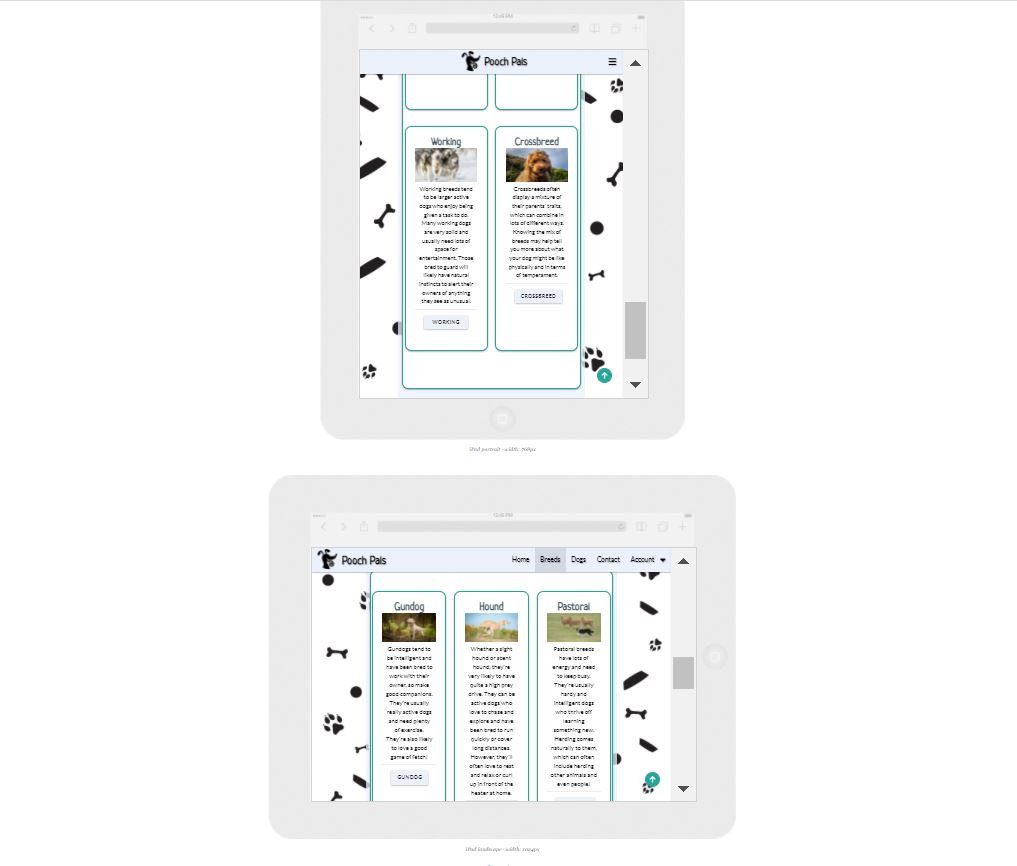 12:45 PM
Pooch Pals
Working
Working breeds tend
to be larger active
dogs who enjoy being
given a task to do.
Many working dogs
are very solid and
usually need lots of
space for
entertainment. Those
bred to guard will
likely have natural
instincts to alert their
owners of anything
they see as unusual.
WORKING
Crossbreed
Crossbreeds often
display a mixture of
their parents' traits,
which can combine in
lots of different ways.
Knowing the mix of
breeds may help tell
you more about what
your dog might be like
physically and in terms
of temperament.
CROSSBREED
iPad portrait - width: 768px
12:45 PM
Pooch Pals
Home Breeds Dogs Contact Account
Gundog
Gundogs tend to
be intelligent and
have been bred to
work with their
owner, so make
good companions.
They're usually
really active dogs
and need plenty
of exercise.
They're also likely
to love a good
game of fetch!
GUNDOG
Hound
Whether a sight
hound or scent
hound, they're
very likely to have
quite a high prey
drive. They can be
active dogs who
love to chase and
explore and have
been bred to run
quickly or cover
long distances.
However, they'll
often love to rest
and relax or curl
up in front of the
heater at home.
Pastoral
Pastoral breeds
have lots of
energy and need
to keep busy.
They're usually
hardy and
intelligent dogs
who thrive off
learning
something new.
Herding comes
naturally to them,
which can often
include herding
other animals and
even people!
iPad landscape - width: 1024px